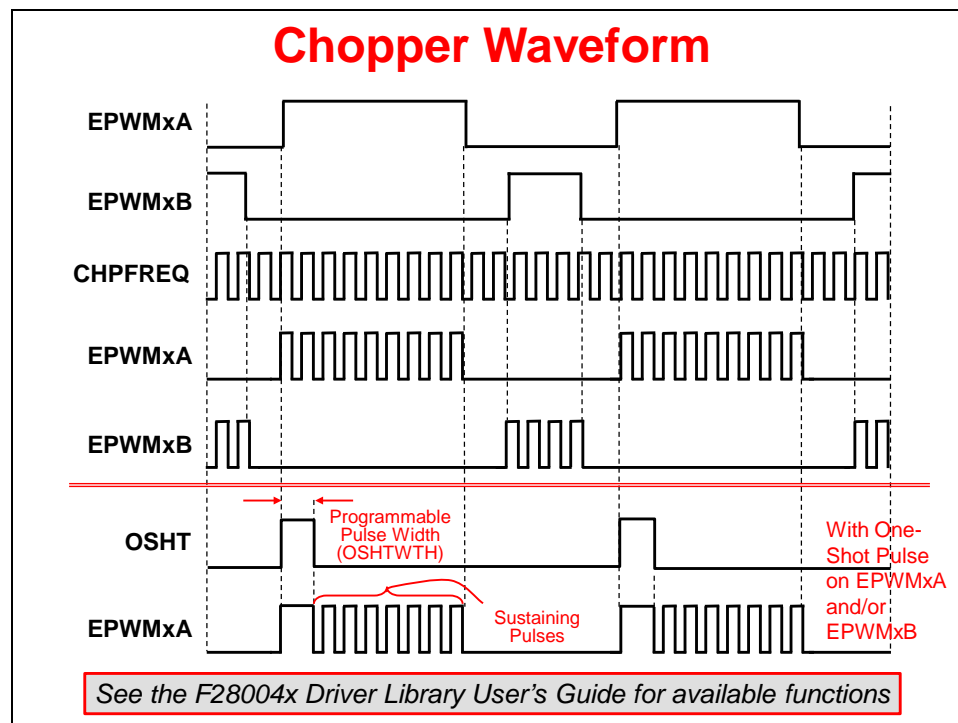 Chopper Waveform
EPWMxA
EPWMxB
CHPFREQ
EPWMxA
EPWMxB
OSHT
Programmable
Pulse Width
(OSHTWTH)
With One-
Shot Pulse
on EPWMxA
and/or
EPWMxB
EPWMxA
Sustaining
Pulses
See the F28004x Driver Library User's Guide for available functions